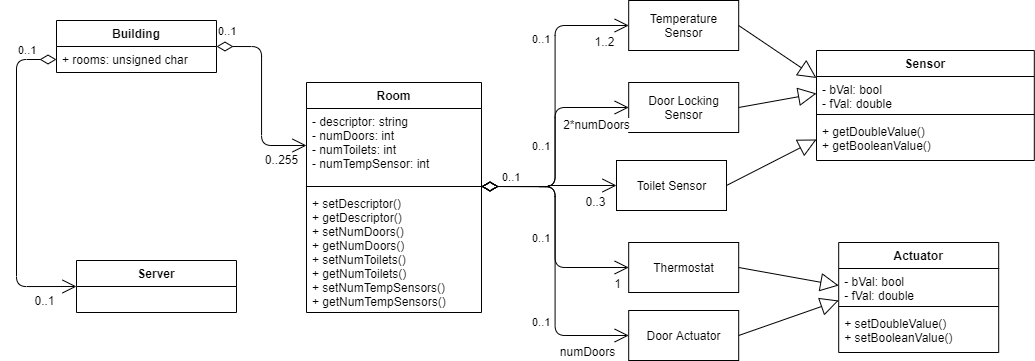 Building
+ rooms: unsigned char
0..1
0..1
0..255
0..1
Server
Room
- descriptor: string
- numDoors: int
- numToilets: int
- numTempSensor: int
+ setDescriptor()
+ getDescriptor()
+ setNumDoors()
+ getNumDoors()
+ setNumToilets()
+ getNumToilets()
+ setNumTempSensors()
+ getNumTempSensors()
0..1
0..1
1..2
Temperature
Sensor
2*numDoors
0..1
Door Locking
Sensor
0..3
Toilet Sensor
0..1
1
Thermostat
0..1
numDoors
Door Actuator
Sensor
- bVal: bool
- fVal: double
+ getDoubleValue()
+ getBooleanValue()
Actuator
- bVal: bool
- fVal: double
+ setDoubleValue()
+ setBooleanValue()